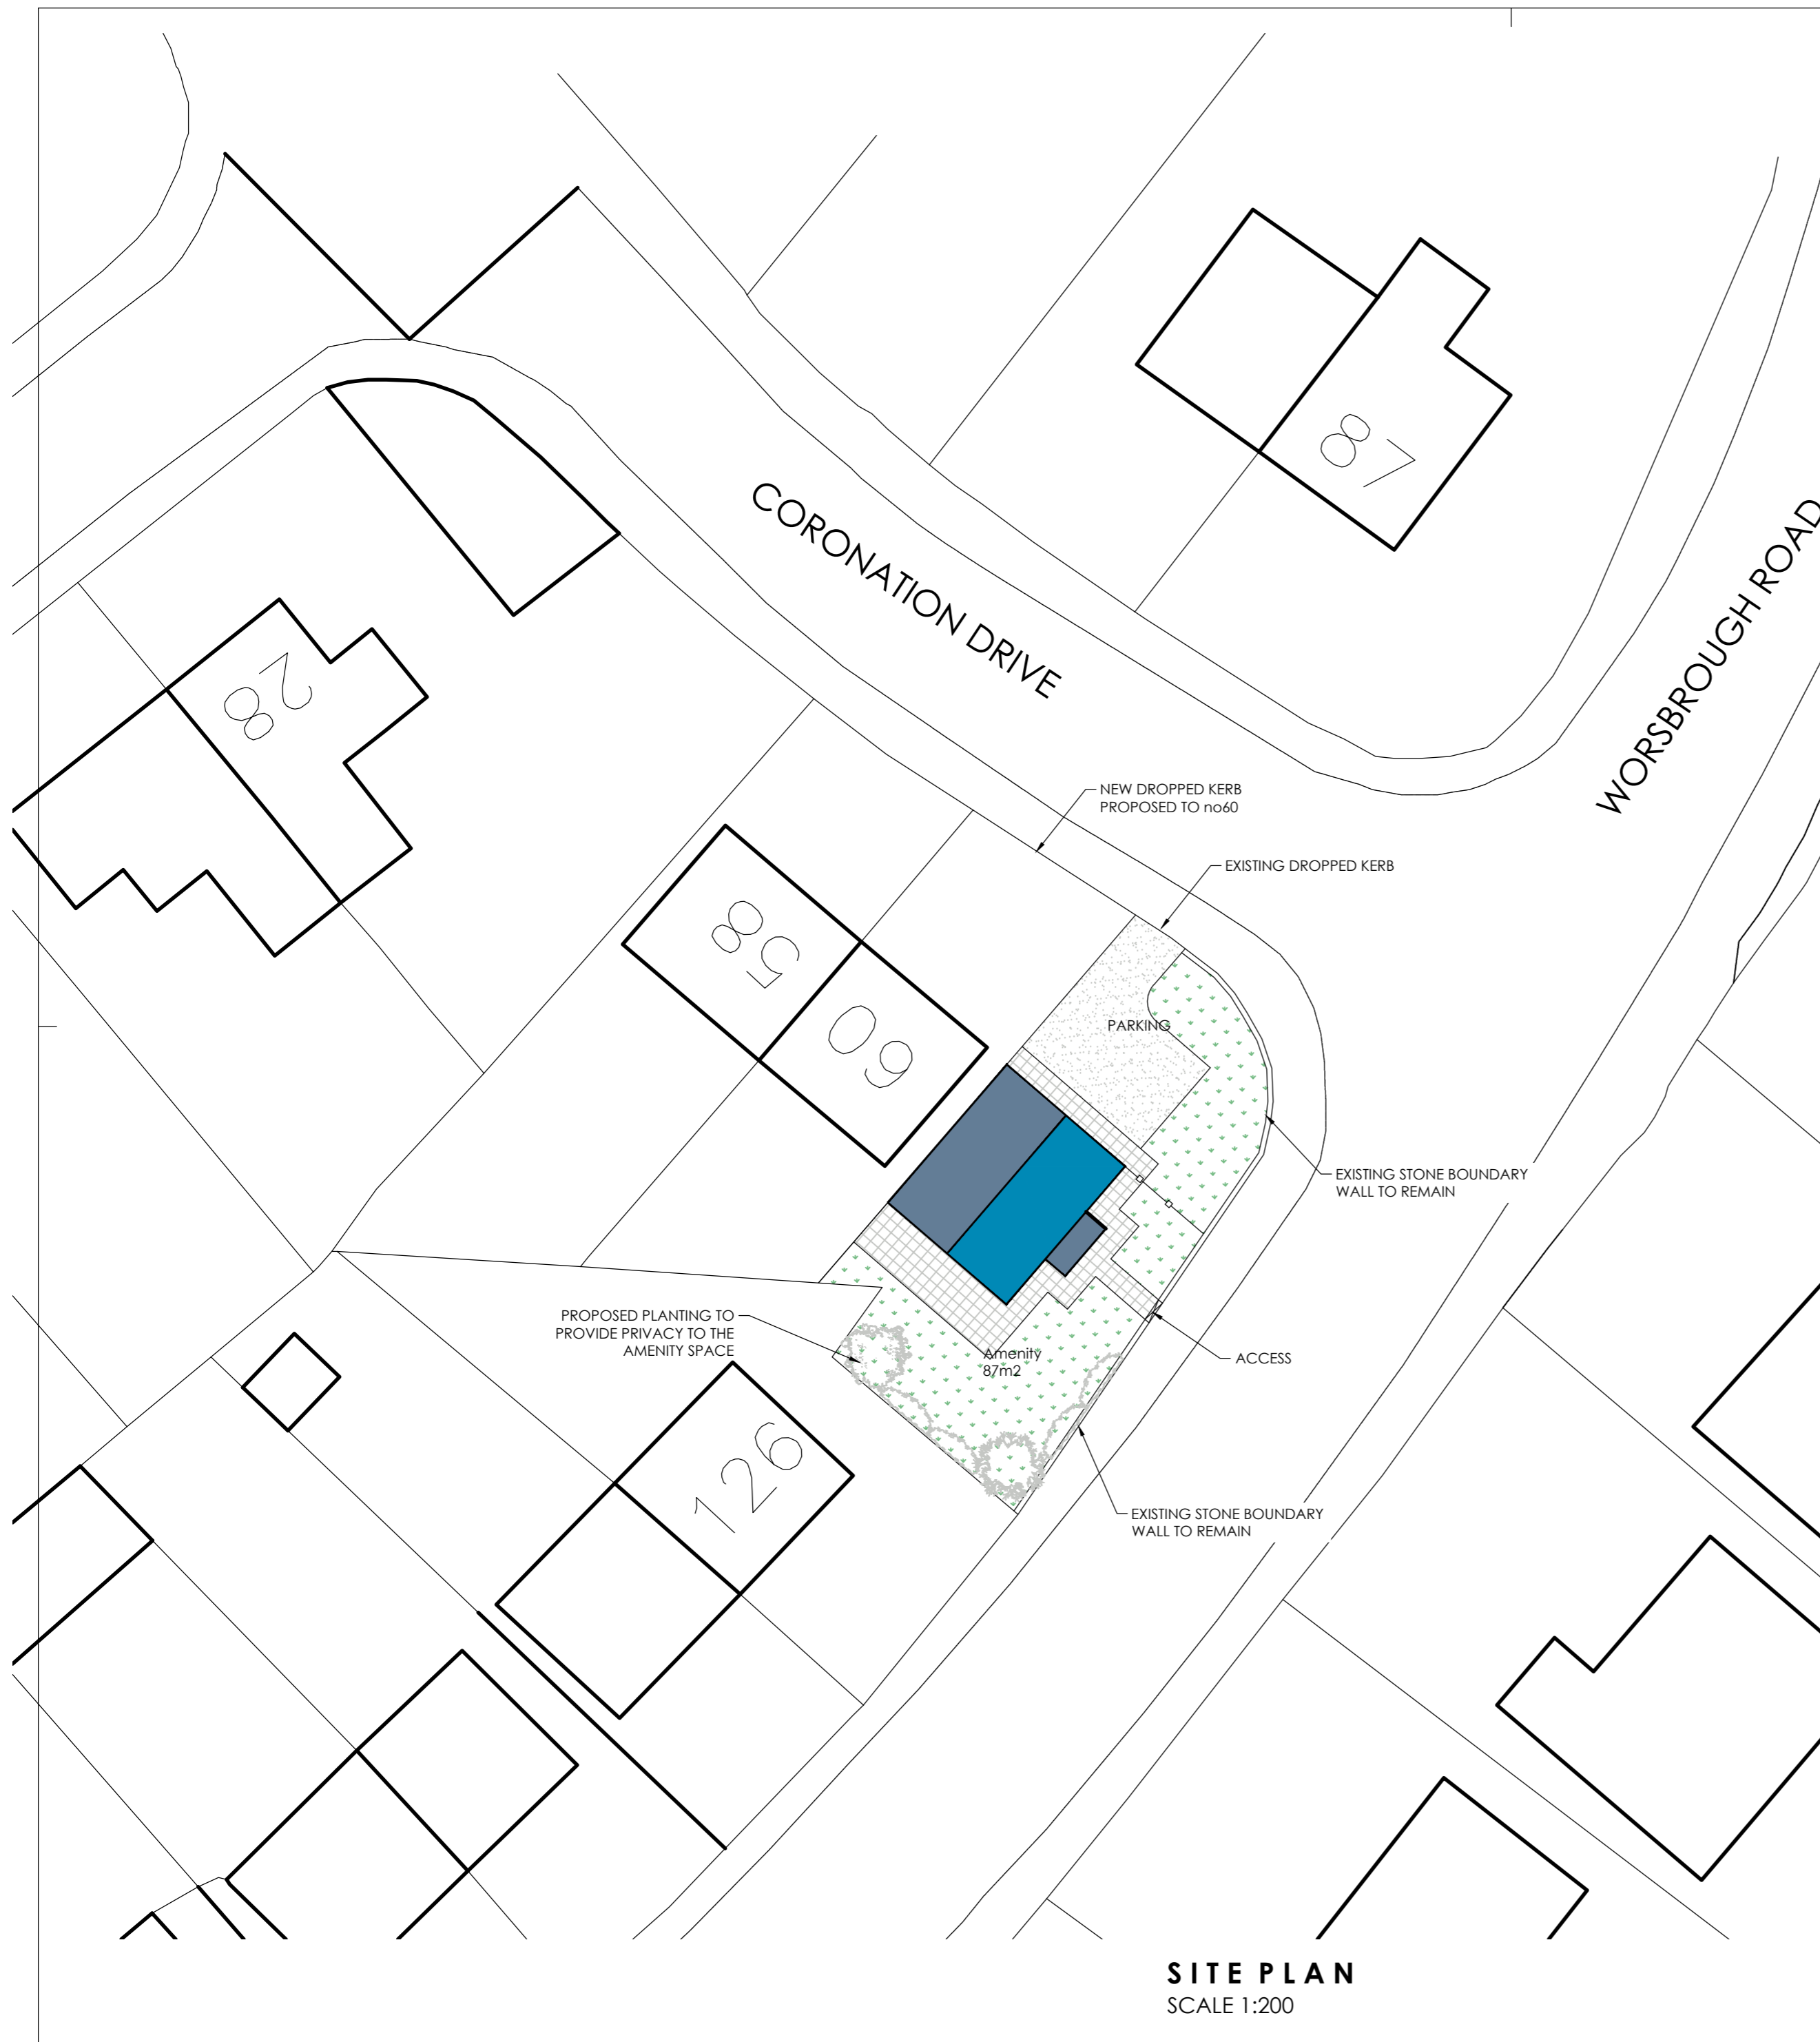 87
CORONATION DRIVE
WORSBROUGH ROAD
28
NEW DROPPED KERB
PROPOSED TO no60
EXISTING DROPPED KERB
58
60
PARKING
EXISTING STONE BOUNDARY
WALL TO REMAIN
PROPOSED PLANTING TO
PROVIDE PRIVACY TO THE
AMENITY SPACE
Amenity
87m2
ACCESS
126
EXISTING STONE BOUNDARY
WALL TO REMAIN
SITE PLAN
SCALE 1:200